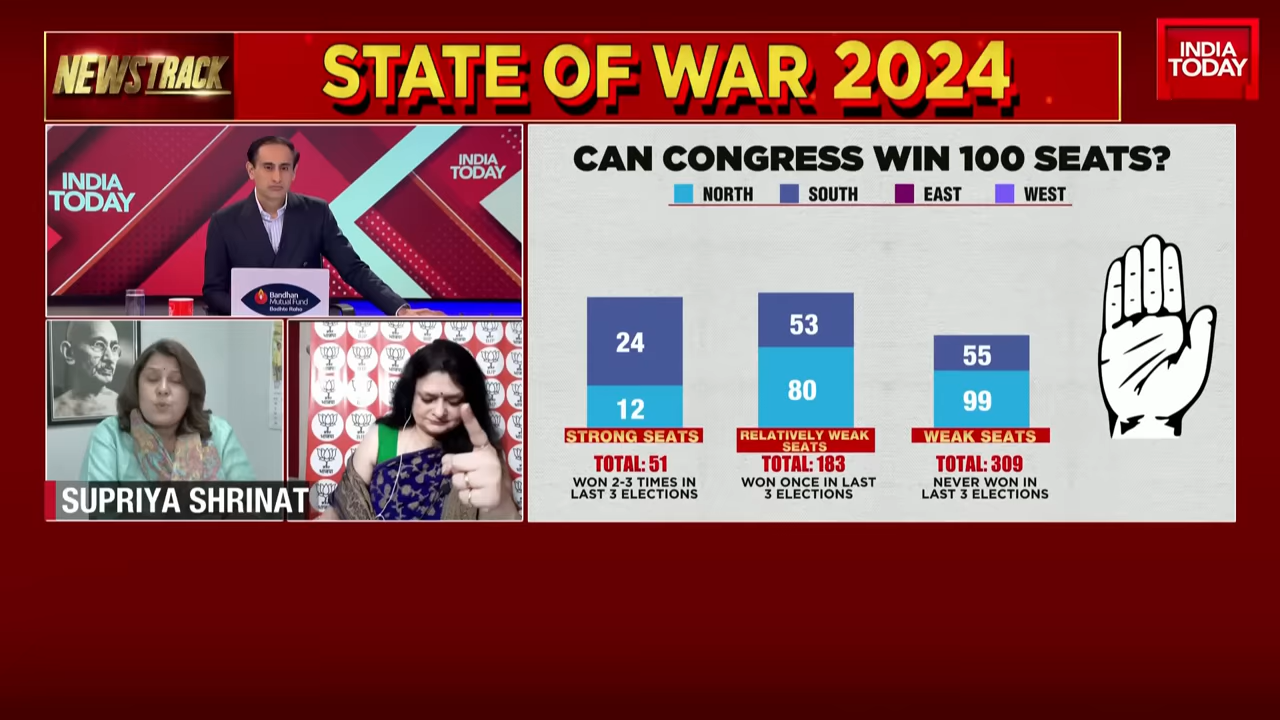 NEWSTRACK
STATE OF WAR 2024
INDIA
TODAY
INDIA
TODAY
INDIA
TODAY
Bandhan
Mutual Fund
Badhte Raho
SUPRIYA SHRINAT
CAN CONGRESS WIN 100 SEATS?
NORTH SOUTH EAST WEST
24
12
STRONG SEATS
TOTAL: 51
WON 2-3 TIMES IN
LAST 3 ELECTIONS
53
80
RELATIVELY WEAK
SEATS
TOTAL: 183
WON ONCE IN LAST
3 ELECTIONS
55
99
WEAK SEATS
TOTAL: 309
NEVER WON IN
LAST 3 ELECTIONS